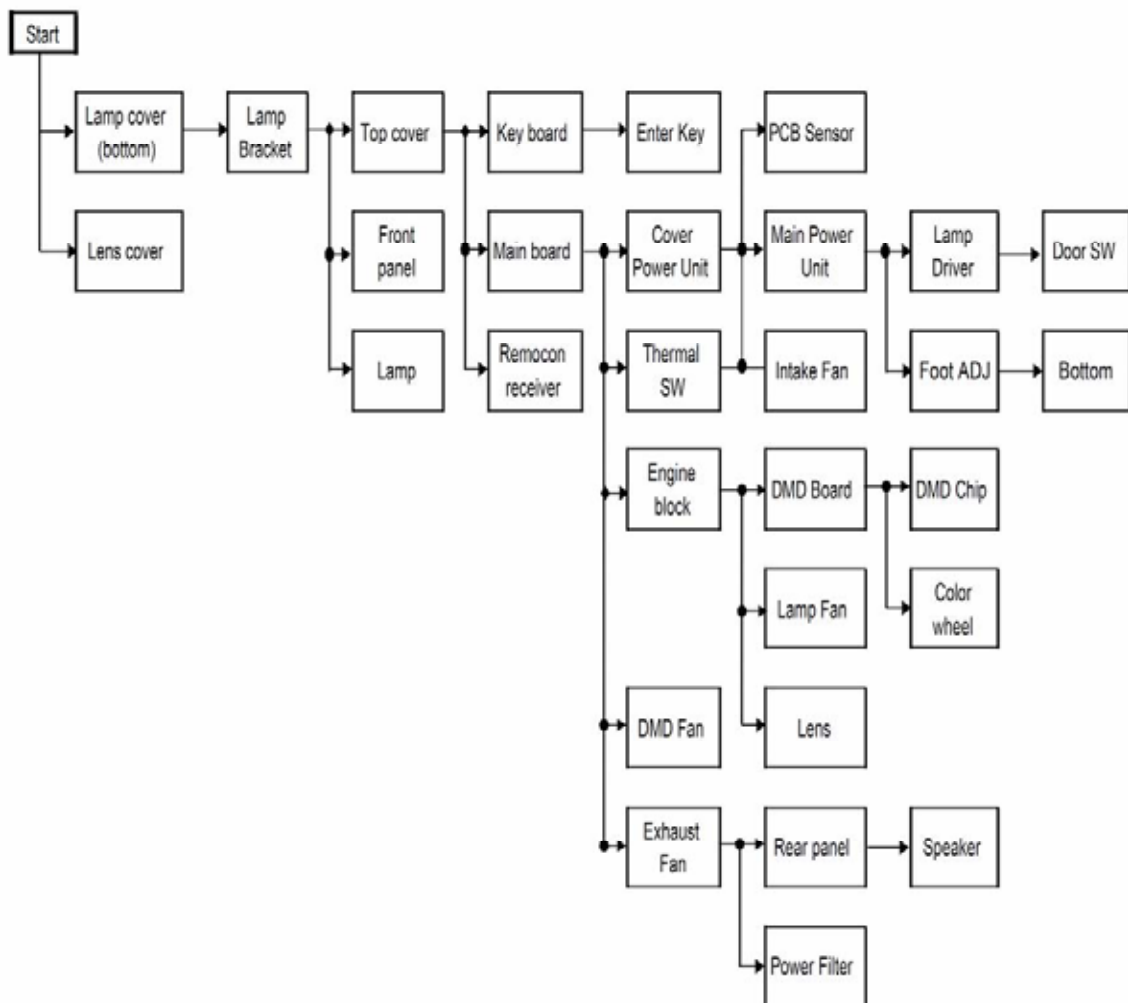 Start
Lamp cover
(bottom)
Lamp
Bracket
Top cover
Key board
Enter Key
PCB Sensor
Lens cover
Front
panel
Main board
Cover
Power Unit
Main Power
Unit
Lamp
Driver
Door SW
Lamp
Remocon
receiver
Thermal
SW
Intake Fan
Foot ADJ
Bottom
Engine
block
DMD Board
DMD Chip
Lamp Fan
Color
wheel
DMD Fan
Lens
Exhaust
Fan
Rear panel
Speaker
Power Filter